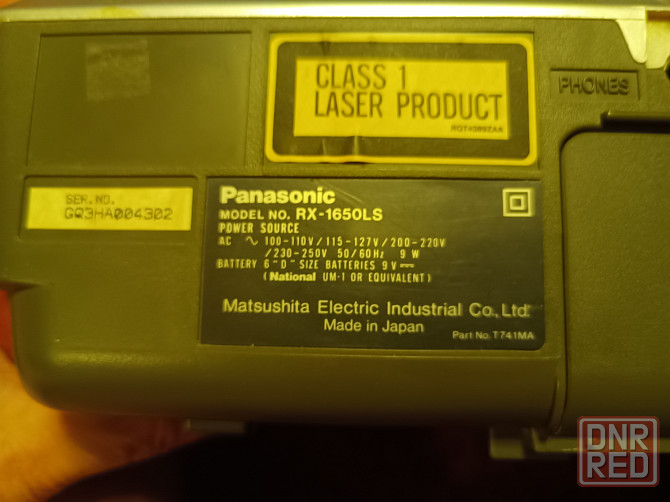 CLASS 1
LASER PRODUCT
PHONES
SER.NO.
GQ3HA004302
Panasonic
MODEL NO. RX-1650LS
POWER SOURCE
AC ∿ 100-110V/115-127V/200-220V
/230-250V 50/60Hz 9 W
BATTERY 6 "D" SIZE BATTERIES 9V ⎓
(National UM-1 OR EQUIVALENT)
Matsushita Electric Industrial Co., Ltd.
Made in Japan
Part No. T741MA
DNR
RED